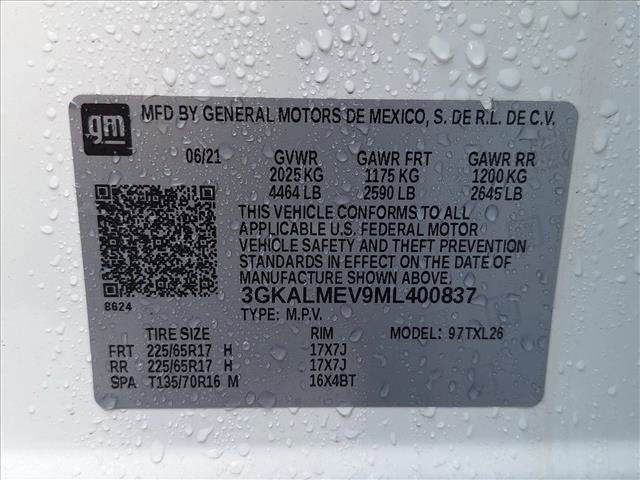 gm
MFD BY GENERAL MOTORS DE MEXICO, S. DE R.L. DE C.V.
06/21 GVWR GAWR FRT GAWR RR
2025 KG 1175 KG 1200 KG
4464 LB 2590 LB 2645 LB
THIS VEHICLE CONFORMS TO ALL
APPLICABLE U.S. FEDERAL MOTOR
VEHICLE SAFETY AND THEFT PREVENTION
STANDARDS IN EFFECT ON THE DATE OF
MANUFACTURE SHOWN ABOVE.
8624
3GKALMEV9ML400837
TYPE: M.P.V.
TIRE SIZE RIM MODEL: 97TXL26
FRT 225/65R17 H 17X7J
RR 225/65R17 H 17X7J
SPA T135/70R16 M 16X4BT